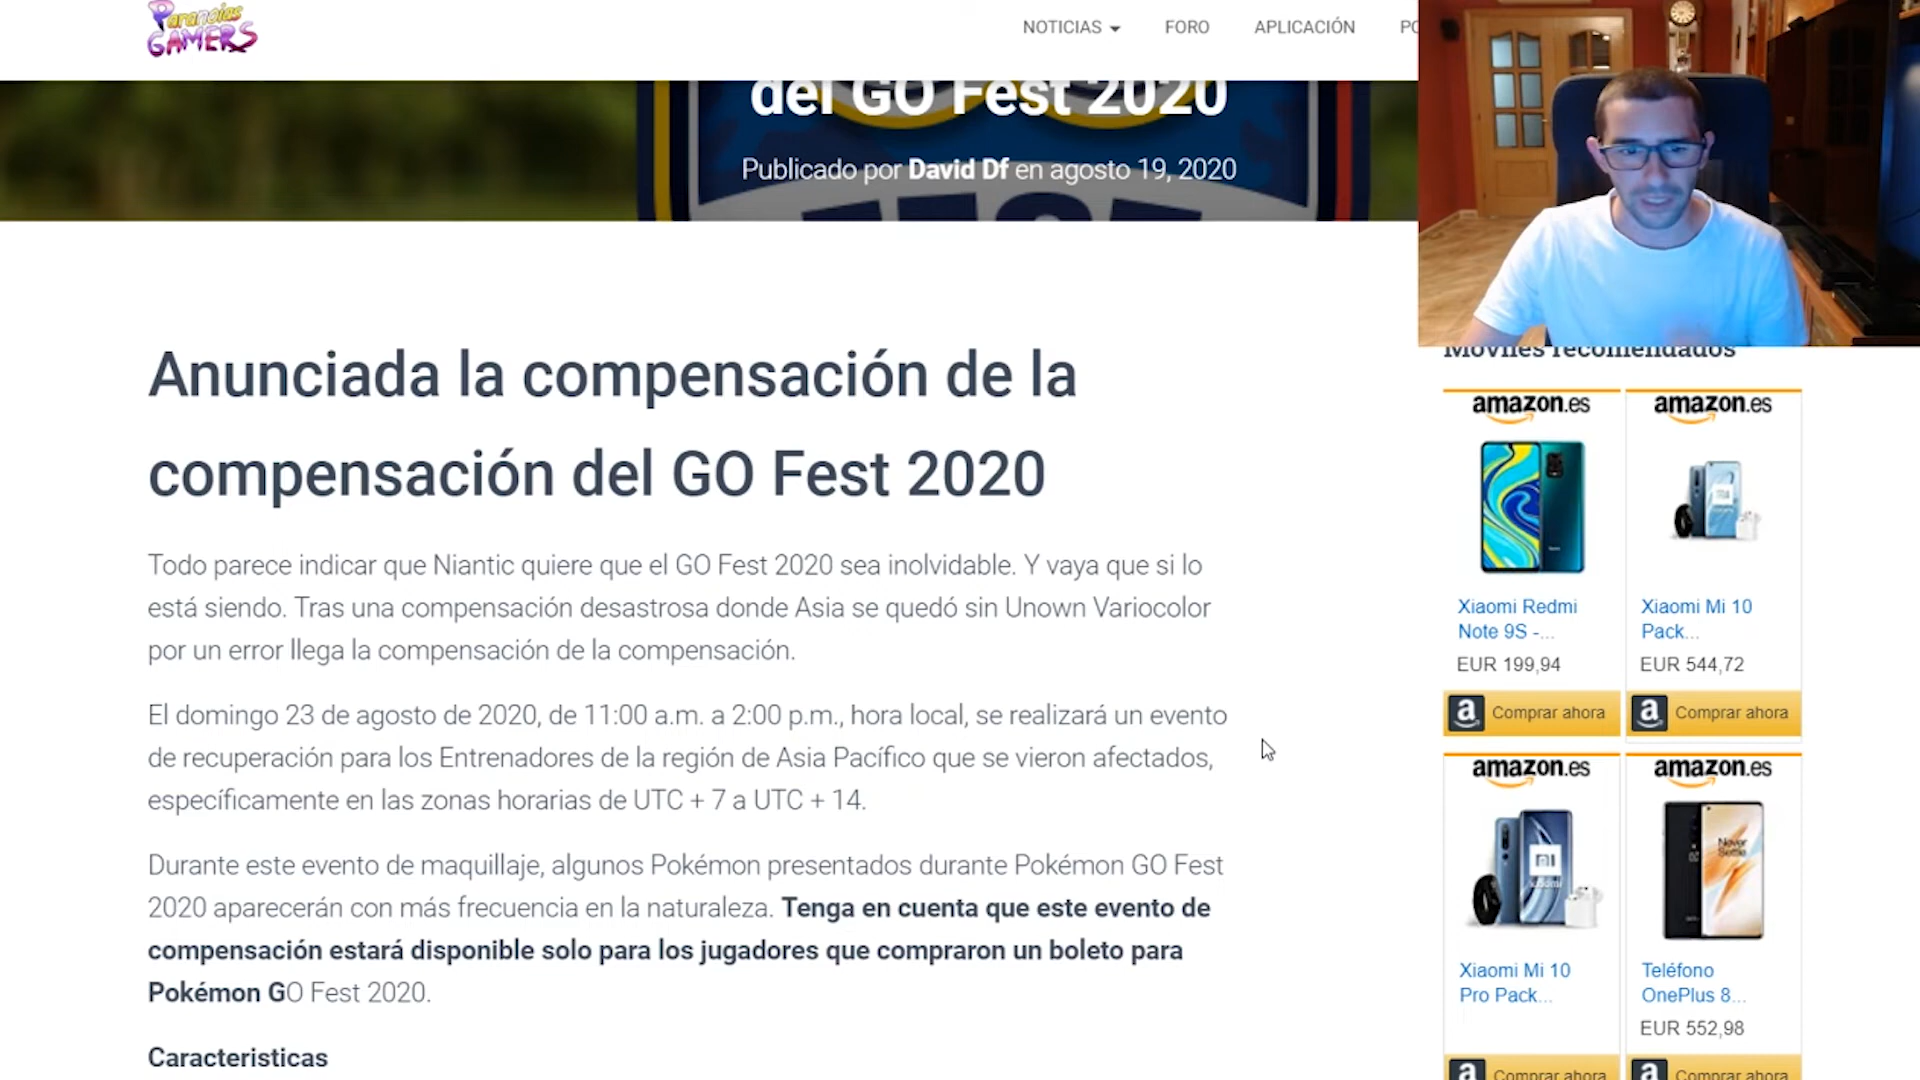 Paranoias
GAMERS
NOTICIAS
FORO
APLICACIÓN
del GO Fest 2020
Publicado por David Df en agosto 19, 2020
Anunciada la compensación de la
compensación del GO Fest 2020
Todo parece indicar que Niantic quiere que el GO Fest 2020 sea inolvidable. Y vaya que si lo
está siendo. Tras una compensación desastrosa donde Asia se quedó sin Unown Variocolor
por un error llega la compensación de la compensación.
El domingo 23 de agosto de 2020, de 11:00 a.m. a 2:00 p.m., hora local, se realizará un evento
de recuperación para los Entrenadores de la región de Asia Pacífico que se vieron afectados,
específicamente en las zonas horarias de UTC + 7 a UTC + 14.
Durante este evento de maquillaje, algunos Pokémon presentados durante Pokémon GO Fest
2020 aparecerán con más frecuencia en la naturaleza. Tenga en cuenta que este evento de
compensación estará disponible solo para los jugadores que compraron un boleto para
Pokémon GO Fest 2020.
Caracteristicas
Móviles recomendados
amazon.es
Xiaomi Redmi
Note 9S -...
EUR 199,94
a Comprar ahora
amazon.es
Xiaomi Mi 10
Pack...
EUR 544,72
a Comprar ahora
amazon.es
Xiaomi Mi 10
Pro Pack...
a Comprar ahora
amazon.es
Never
Settle
Teléfono
OnePlus 8...
EUR 552,98
a Comprar ahora